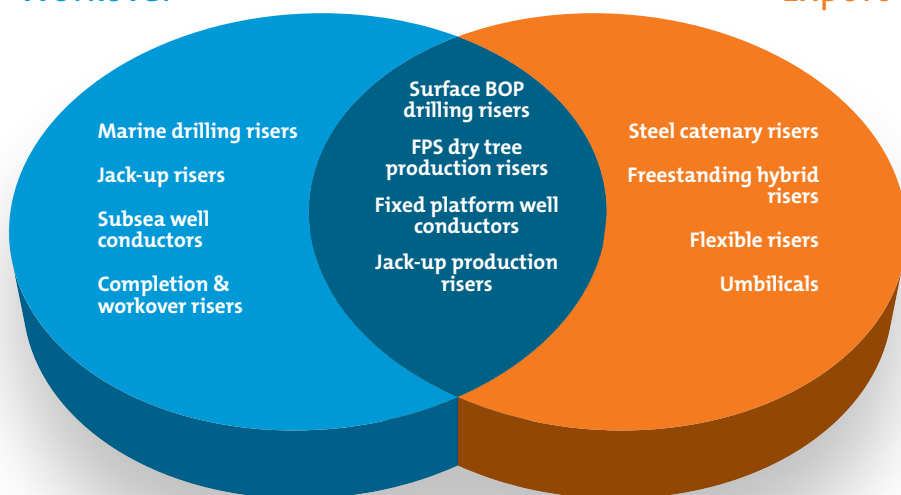 Workover
Export
Marine drilling risers
Jack-up risers
Subsea well
conductors
Completion &
workover risers
Surface BOP
drilling risers
FPS dry tree
production risers
Fixed platform well
conductors
Jack-up production
risers
Steel catenary risers
Freestanding hybrid
risers
Flexible risers
Umbilicals